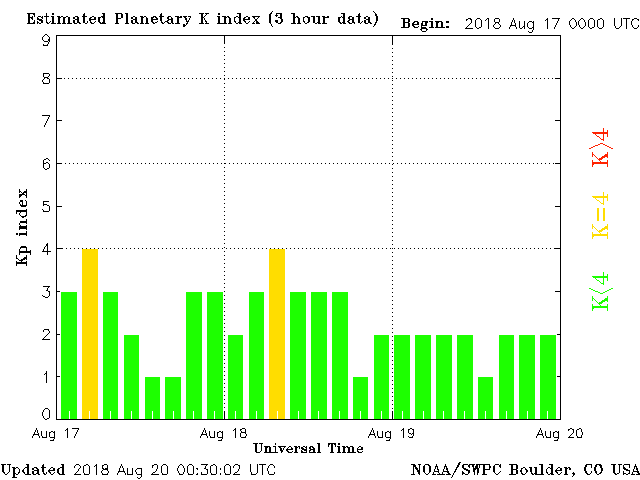 Estimated Planetary K index (3 hour data) Begin: 2018 Aug 17 0000 UTC
9
8
7
6
5
4
3
2
1
0
Kp index
K>4
K=4
K<4
Aug 17 Aug 18 Aug 19 Aug 20
Universal Time
Updated 2018 Aug 20 00:30:02 UTC NOAA/SWPC Boulder, CO USA